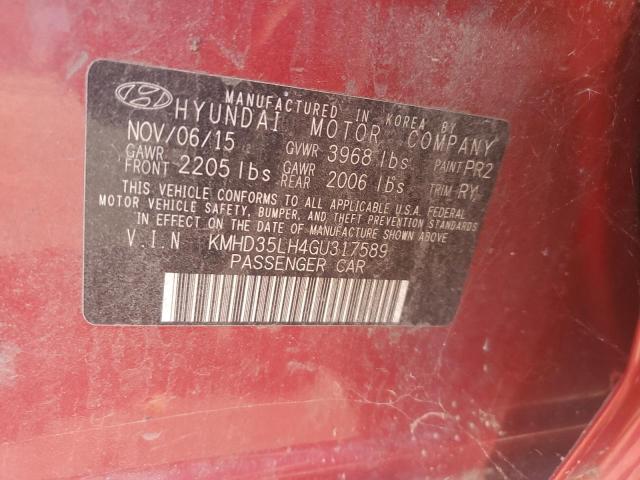 MANUFACTURED IN KOREA BY
HYUNDAI MOTOR COMPANY
NOV/06/15 GVWR 3968 lbs PAINT PR2
GAWR FRONT 2205 lbs GAWR REAR 2006 lbs TRIM RY
THIS VEHICLE CONFORMS TO ALL APPLICABLE U.S.A. FEDERAL
MOTOR VEHICLE SAFETY, BUMPER, AND THEFT PREVENTION STANDARDS
IN EFFECT ON THE DATE OF MANUFACTURE SHOWN ABOVE.
V.I.N KMHD35LH4GU317589
PASSENGER CAR